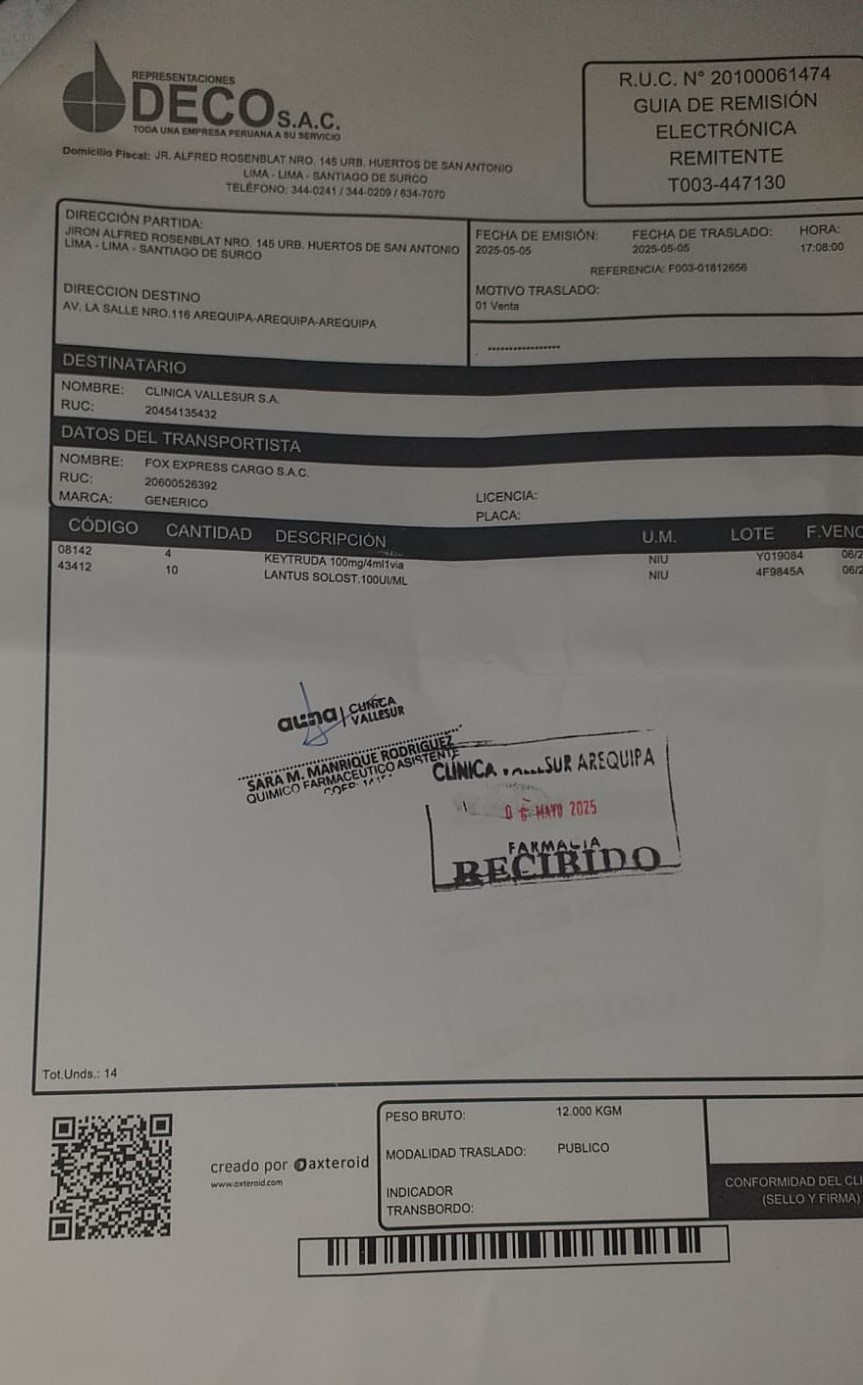 REPRESENTACIONES
DECO S.A.C.
TODA UNA EMPRESA PERUANA A SU SERVICIO
Domicilio Fiscal: JR. ALFRED ROSENBLAT NRO. 145 URB. HUERTOS DE SAN ANTONIO
LIMA - LIMA - SANTIAGO DE SURCO
TELÉFONO: 344-0241 / 344-0209 / 634-7070
R.U.C. N° 20100061474
GUIA DE REMISIÓN
ELECTRÓNICA
REMITENTE
T003-447130
DIRECCIÓN PARTIDA:
JIRON ALFRED ROSENBLAT NRO. 145 URB. HUERTOS DE SAN ANTONIO
LIMA - LIMA - SANTIAGO DE SURCO
DIRECCION DESTINO
AV. LA SALLE NRO.116 AREQUIPA-AREQUIPA-AREQUIPA
FECHA DE EMISIÓN: FECHA DE TRASLADO: HORA:
2025-05-05 2025-05-05 17:08:00
REFERENCIA: F003-01812656
MOTIVO TRASLADO:
01 Venta
DESTINATARIO
NOMBRE: CLINICA VALLESUR S.A.
RUC: 20454135432
DATOS DEL TRANSPORTISTA
NOMBRE: FOX EXPRESS CARGO S.A.C.
RUC: 20600526392
MARCA: GENERICO
LICENCIA:
PLACA:
CÓDIGO CANTIDAD DESCRIPCIÓN U.M. LOTE F.VENC
08142 4 KEYTRUDA 100mg/4ml1via NIU Y019084 06/2
43412 10 LANTUS SOLOST.100UI/ML NIU 4F9845A 06/2
auna | CLINICA
VALLESUR
SARA M. MANRIQUE RODRIGUEZ
QUIMICO FARMACEUTICO ASISTENTE
CLINICA SUR AREQUIPA
MAYO 2025
FARMACIA
RECIBIDO
Tot.Unds.: 14
creado por axteroid
www.axteroid.com
PESO BRUTO: 12.000 KGM
MODALIDAD TRASLADO: PUBLICO
INDICADOR
TRANSBORDO:
CONFORMIDAD DEL CLI
(SELLO Y FIRMA)